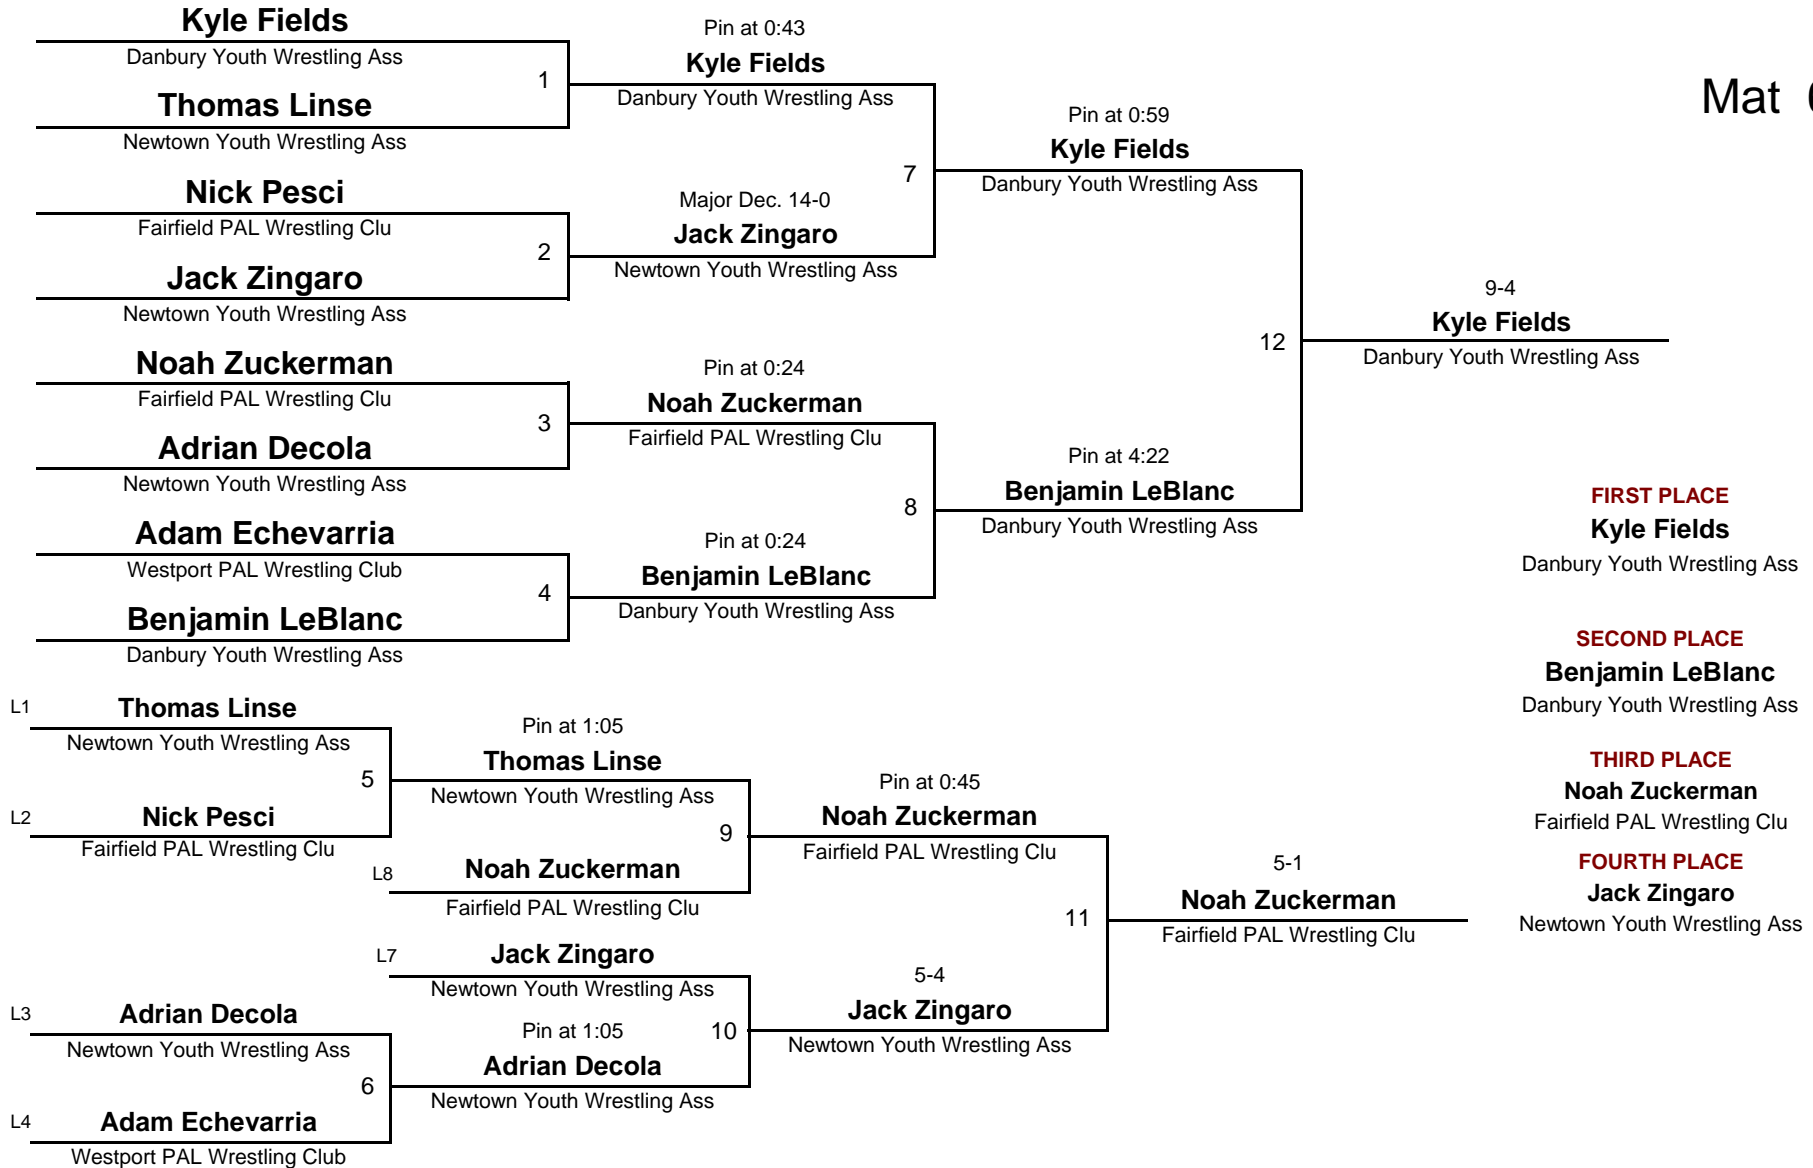 Kyle Fields
Danbury Youth Wrestling Ass
1
Thomas Linse
Newtown Youth Wrestling Ass
Nick Pesci
Fairfield PAL Wrestling Clu
2
Jack Zingaro
Newtown Youth Wrestling Ass
Noah Zuckerman
Fairfield PAL Wrestling Clu
3
Adrian Decola
Newtown Youth Wrestling Ass
Adam Echevarria
Westport PAL Wrestling Club
4
Benjamin LeBlanc
Danbury Youth Wrestling Ass
Pin at 0:43
Kyle Fields
Danbury Youth Wrestling Ass
7
Major Dec. 14-0
Jack Zingaro
Newtown Youth Wrestling Ass
Pin at 0:24
Noah Zuckerman
Fairfield PAL Wrestling Clu
8
Pin at 0:24
Benjamin LeBlanc
Danbury Youth Wrestling Ass
Pin at 0:59
Kyle Fields
Danbury Youth Wrestling Ass
12
Pin at 4:22
Benjamin LeBlanc
Danbury Youth Wrestling Ass
9-4
Kyle Fields
Danbury Youth Wrestling Ass
Mat
FIRST PLACE
Kyle Fields
Danbury Youth Wrestling Ass
SECOND PLACE
Benjamin LeBlanc
Danbury Youth Wrestling Ass
THIRD PLACE
Noah Zuckerman
Fairfield PAL Wrestling Clu
FOURTH PLACE
Jack Zingaro
Newtown Youth Wrestling Ass
L1
Thomas Linse
Newtown Youth Wrestling Ass
5
L2
Nick Pesci
Fairfield PAL Wrestling Clu
Pin at 1:05
Thomas Linse
Newtown Youth Wrestling Ass
9
L8
Noah Zuckerman
Fairfield PAL Wrestling Clu
L7
Jack Zingaro
Newtown Youth Wrestling Ass
10
L3
Adrian Decola
Newtown Youth Wrestling Ass
6
L4
Adam Echevarria
Westport PAL Wrestling Club
Pin at 1:05
Adrian Decola
Newtown Youth Wrestling Ass
Pin at 0:45
Noah Zuckerman
Fairfield PAL Wrestling Clu
11
5-4
Jack Zingaro
Newtown Youth Wrestling Ass
5-1
Noah Zuckerman
Fairfield PAL Wrestling Clu